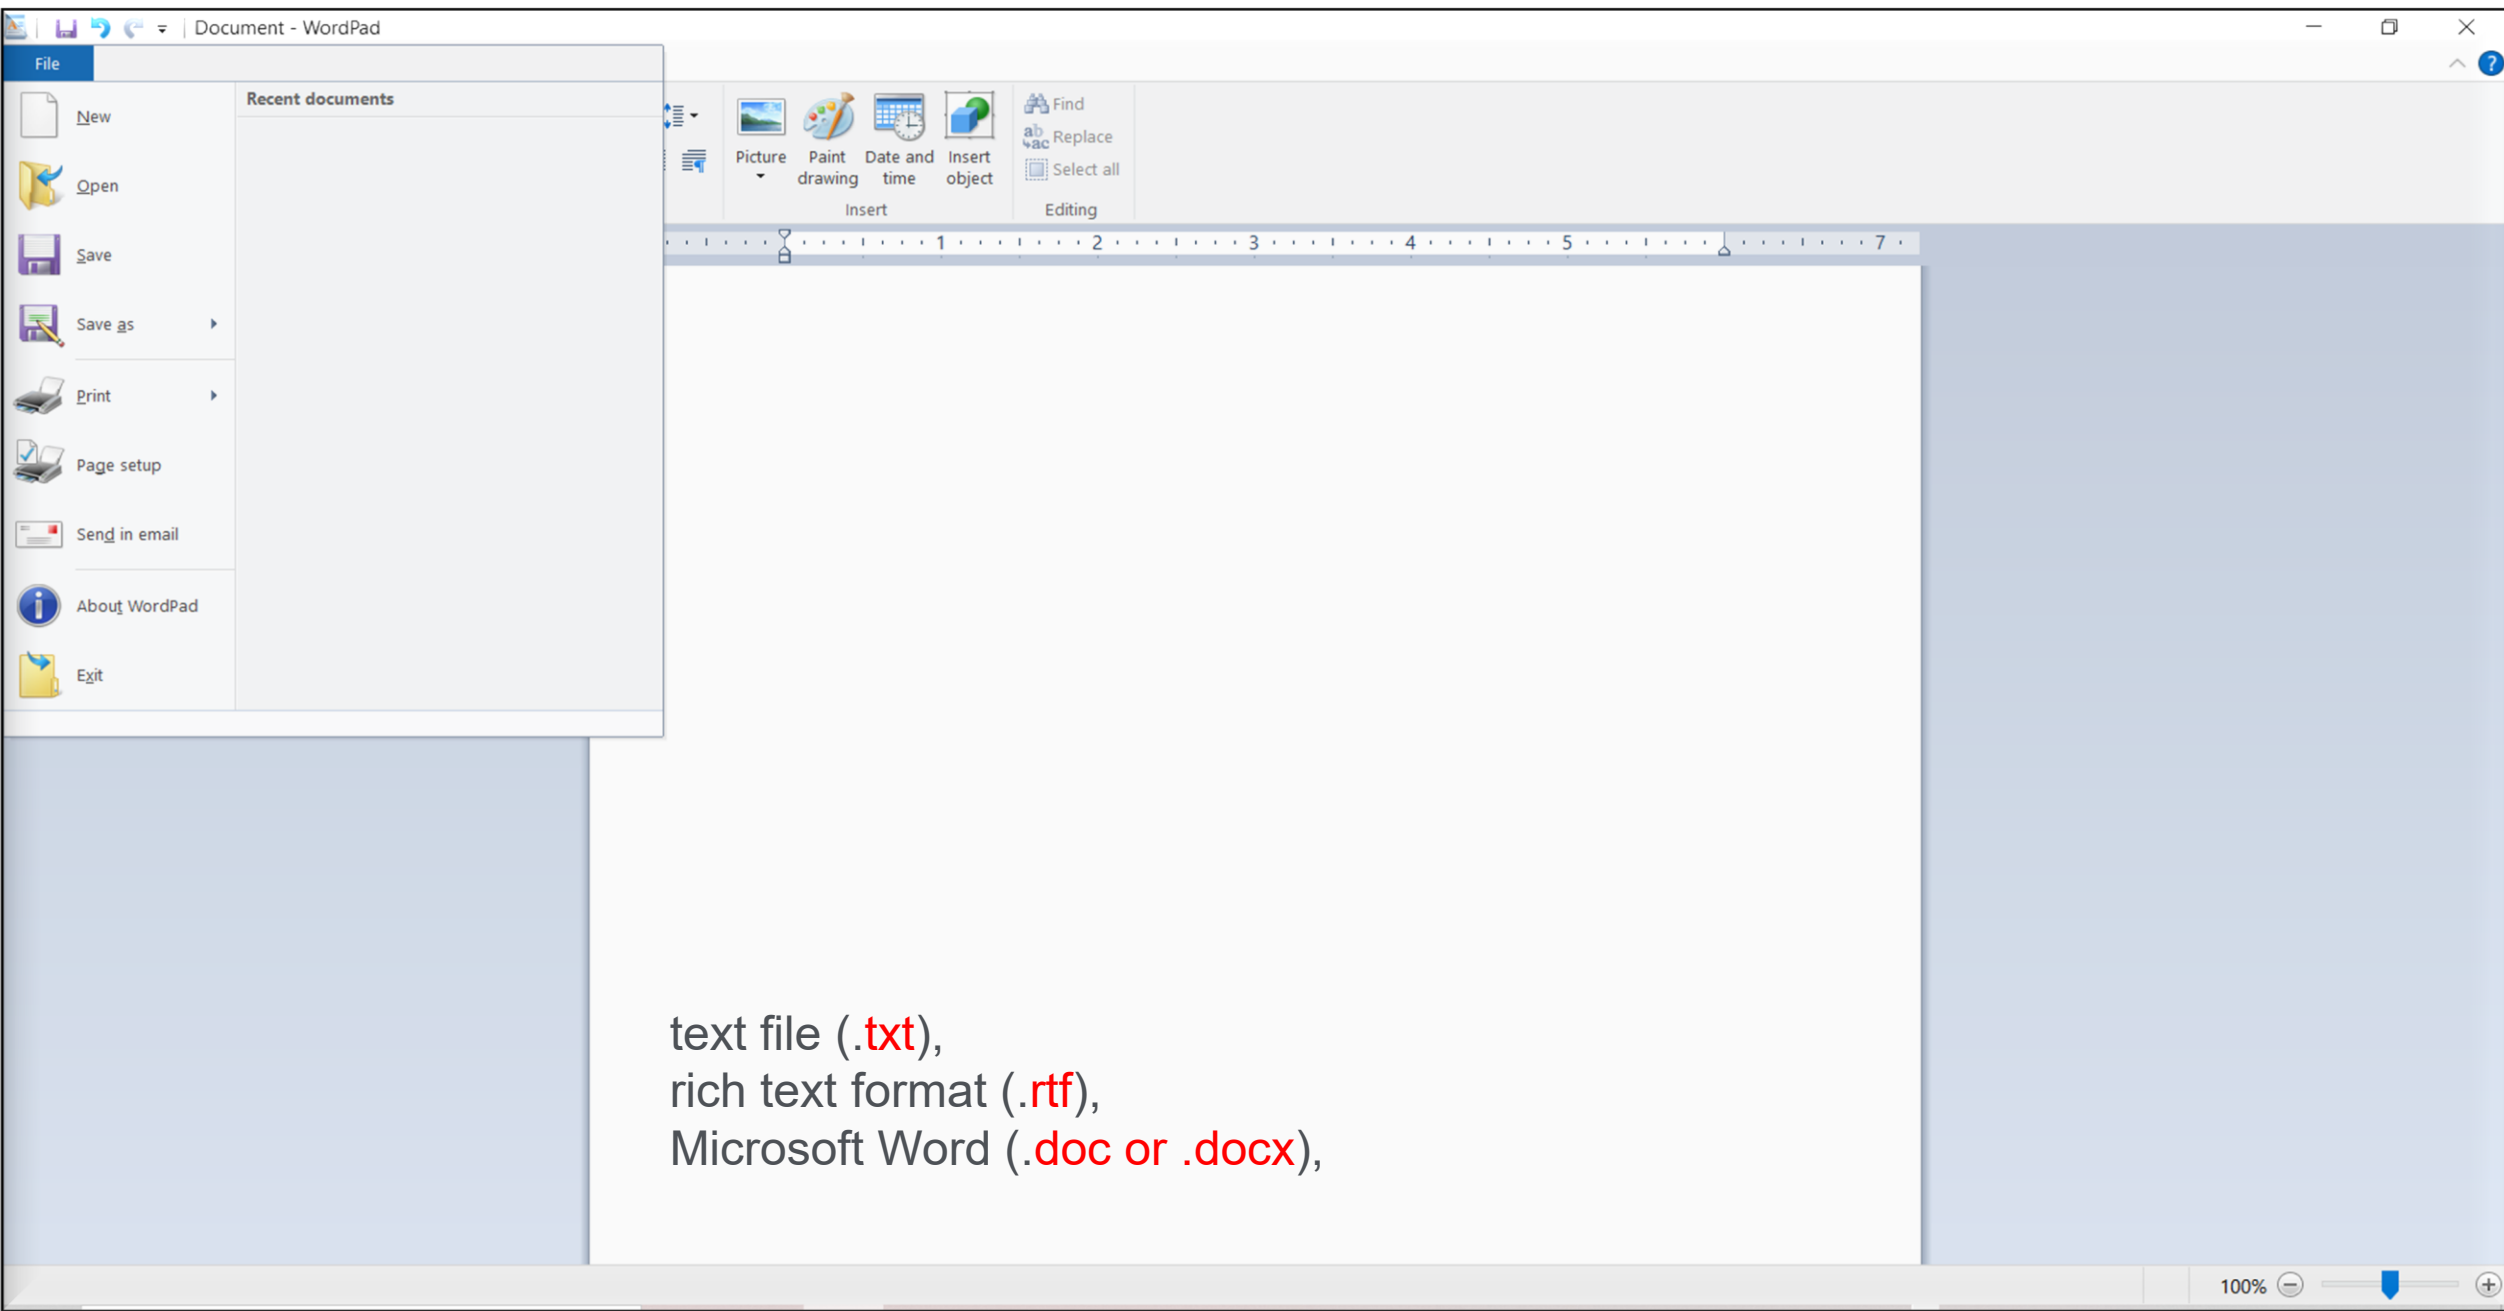 Document - WordPad
File
New
Recent documents
Open
Save
Save as
Print
Page setup
Send in email
About WordPad
Exit
Picture
Paint drawing
Date and time
Insert object
Insert
Find
Replace
Select all
Editing
1 2 3 4 5 7
text file (.txt),
rich text format (.rtf),
Microsoft Word (.doc or .docx),
100%